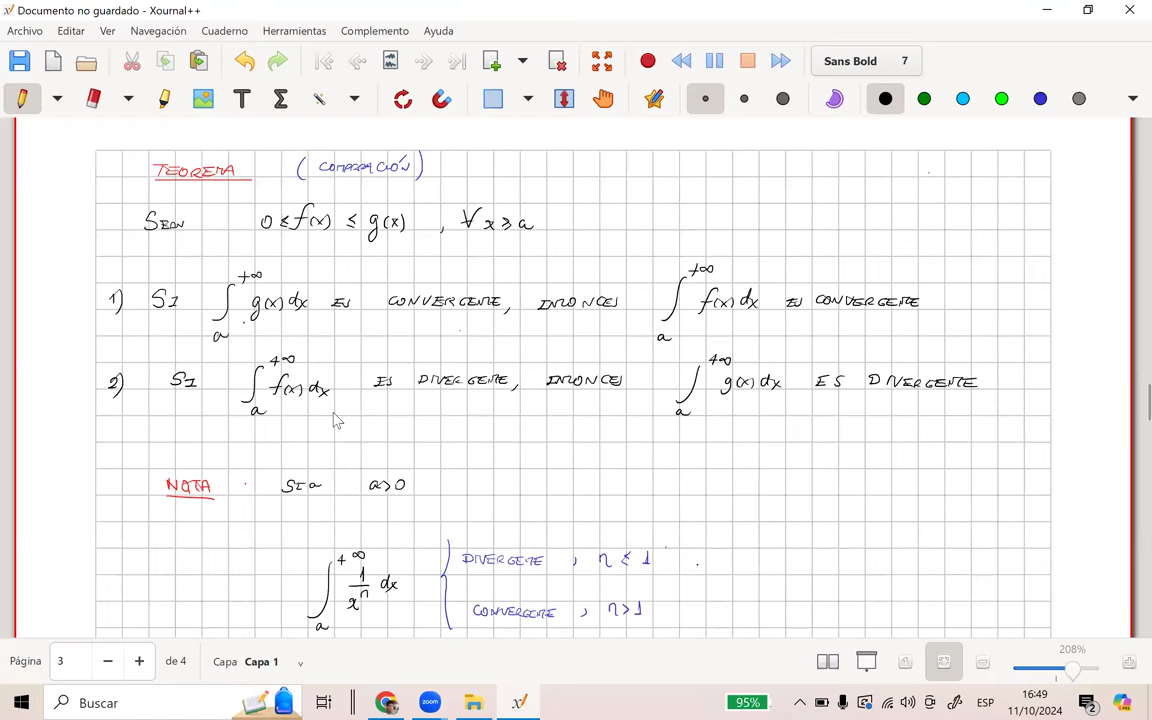 Documento no guardado - Xournal++
Archivo Editar Ver Navegación Cuaderno Herramientas Complemento Ayuda
Sans Bold 7
TEOREMA (COMPARACIÓN)
SEAN 0 ≤ f(x) ≤ g(x) , ∀ x ≥ a
1) SI ∫_a^{+∞} g(x) dx ES CONVERGENTE, ENTONCES ∫_a^{+∞} f(x) dx ES CONVERGENTE
2) SI ∫_a^{+∞} f(x) dx ES DIVERGENTE, ENTONCES ∫_a^{+∞} g(x) dx ES DIVERGENTE
NOTA SEA a>0
∫_a^{+∞} 1/x^n dx { DIVERGENTE , n ≤ 1
CONVERGENTE , n > 1
Página 3 de 4 Capa Capa 1 208%
Buscar 95% ESP 16:49
11/10/2024 2